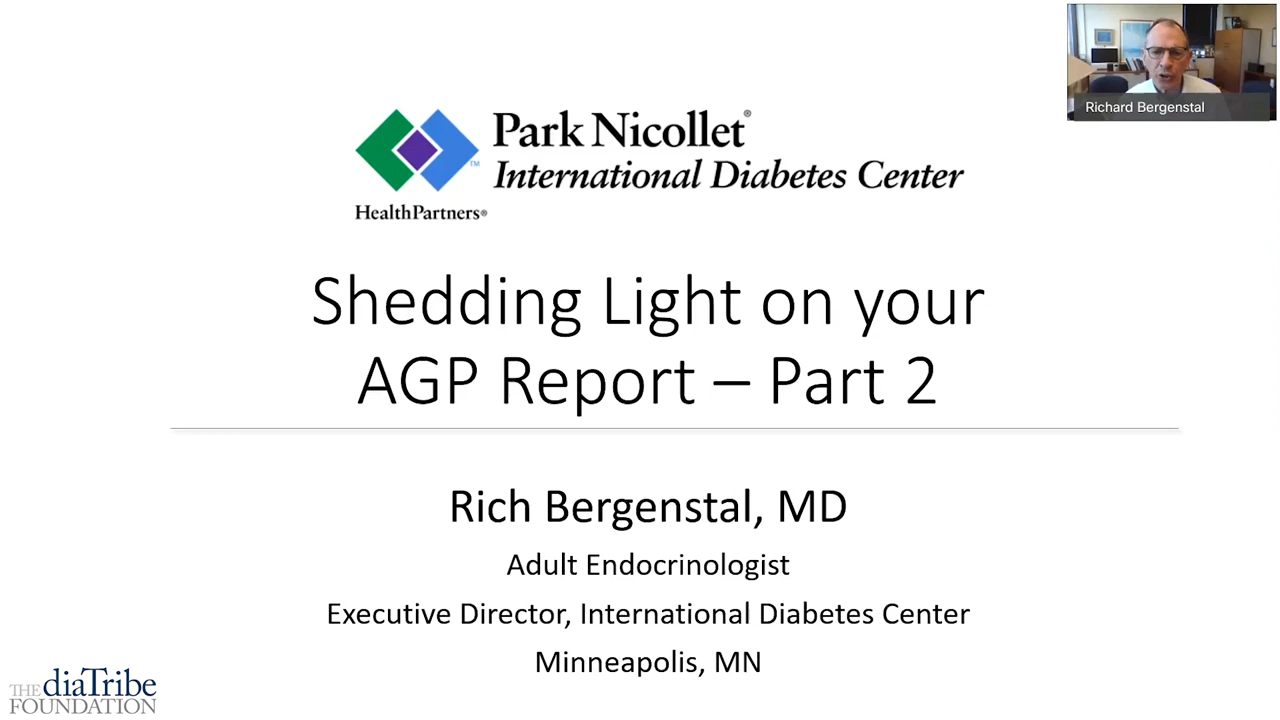 Richard Bergenstal
Park Nicollet®
International Diabetes Center
™
HealthPartners®
Shedding Light on your
AGP Report – Part 2
Rich Bergenstal, MD
Adult Endocrinologist
Executive Director, International Diabetes Center
Minneapolis, MN
THE diaTribe
FOUNDATION